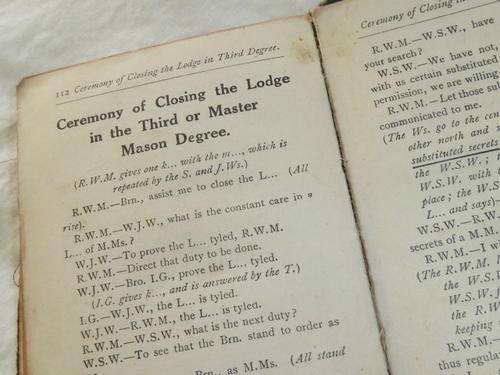 112 Ceremony of Closing the Lodge in Third Degree.
Ceremony of Closing the Lodge
in the Third or Master
Mason Degree.
(R.W.M. gives one k... with the m..., which is
repeated by the S. and J. Ws.)
R.W.M.—Brn., assist me to close the L... (All
rise).
R.W.M.—W.J.W., what is the constant care in
L... of M.Ms.?
W.J.W.—To prove the L... tyled, R.W.M.
R.W.M.—Direct that duty to be done.
W.J.W.—Bro. I.G., prove the L... tyled.
(I.G. gives k..., and is answered by the T.)
I.G.—W.J.W., the L... is tyled.
W.J.W.—R.W.M., the L... is tyled.
R.W.M.—W.S.W., what is the next duty?
W.S.W.—To see that the Brn. stand to order as
Brn., as M.Ms. (All stand
Ceremony of Closing the
R.W.M.—W.S.W., have
your search?
W.S.W.—We have not,
with us certain substituted
permission, we are willing
R.W.M.—Let those su
communicated to me.
(The Ws. go to the cen
other north and
substituted secrets
the W.S.W.;
W.S.W. with t
place; the W.
L... and says)—
W.S.W.—R.W.
secrets of a M.M.
R.W.M.—I w
(The R.W.M. l
the W.S.
W.S.W. J
the R.W
keeping
R.W.M.
thus regula